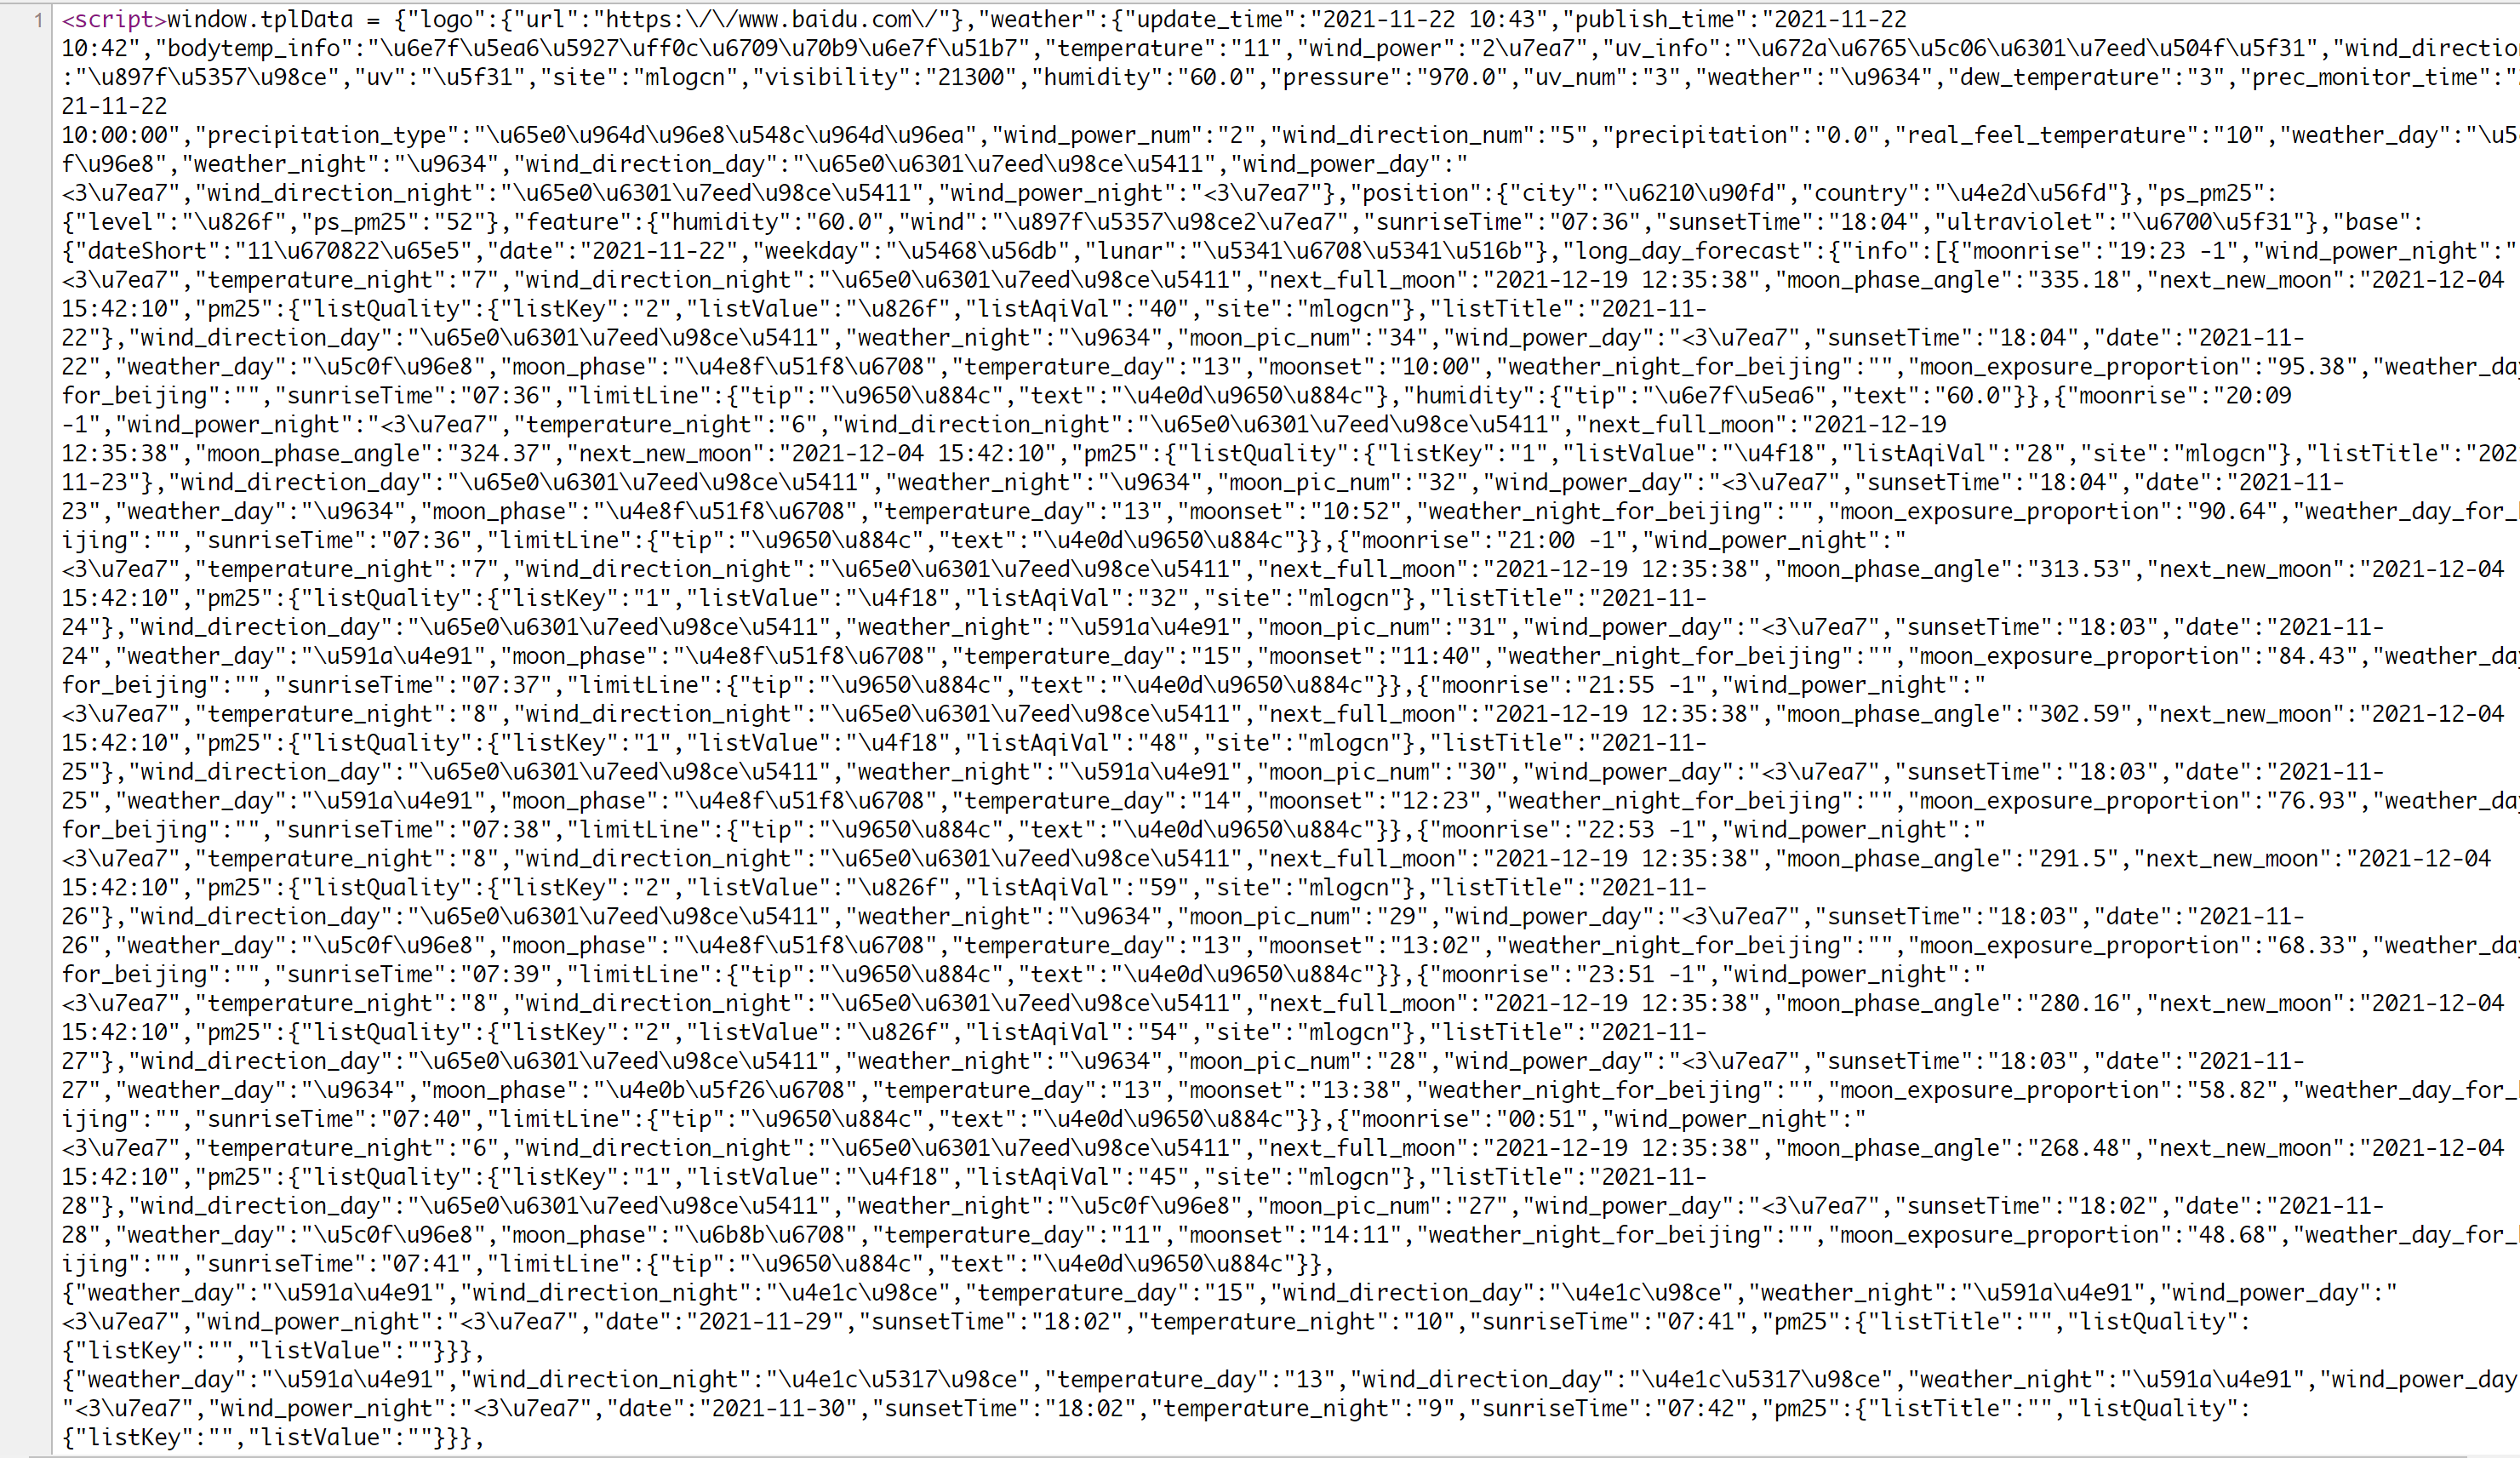 1 <script>window.tplData = {"logo":{"url":"https:\/\/www.baidu.com\/"},"weather":{"update_time":"2021-11-22 10:43","publish_time":"2021-11-22
10:42","bodytemp_info":"\u6e7f\u5ea6\u5927\uff0c\u6709\u70b9\u6e7f\u51b7","temperature":"11","wind_power":"2\u7ea7","uv_info":"\u672a\u6765\u5c06\u6301\u7eed\u504f\u5f31","wind_directio
:"\u897f\u5357\u98ce","uv":"\u5f31","site":"mlogcn","visibility":"21300","humidity":"60.0","pressure":"970.0","uv_num":"3","weather":"\u9634","dew_temperature":"3","prec_monitor_time":"
21-11-22
10:00:00","precipitation_type":"\u65e0\u964d\u96e8\u548c\u964d\u96ea","wind_power_num":"2","wind_direction_num":"5","precipitation":"0.0","real_feel_temperature":"10","weather_day":"\u5
f\u96e8","weather_night":"\u9634","wind_direction_day":"\u65e0\u6301\u7eed\u98ce\u5411","wind_power_day":"
<3\u7ea7","wind_direction_night":"\u65e0\u6301\u7eed\u98ce\u5411","wind_power_night":"<3\u7ea7"},"position":{"city":"\u6210\u90fd","country":"\u4e2d\u56fd"},"ps_pm25":
{"level":"\u826f","ps_pm25":"52"},"feature":{"humidity":"60.0","wind":"\u897f\u5357\u98ce2\u7ea7","sunriseTime":"07:36","sunsetTime":"18:04","ultraviolet":"\u6700\u5f31"},"base":
{"dateShort":"11\u670822\u65e5","date":"2021-11-22","weekday":"\u5468\u56db","lunar":"\u5341\u6708\u5341\u516b"},"long_day_forecast":{"info":[{"moonrise":"19:23 -1","wind_power_night":"
<3\u7ea7","temperature_night":"7","wind_direction_night":"\u65e0\u6301\u7eed\u98ce\u5411","next_full_moon":"2021-12-19 12:35:38","moon_phase_angle":"335.18","next_new_moon":"2021-12-04
15:42:10","pm25":{"listQuality":{"listKey":"2","listValue":"\u826f","listAqiVal":"40","site":"mlogcn"},"listTitle":"2021-11-
22"},"wind_direction_day":"\u65e0\u6301\u7eed\u98ce\u5411","weather_night":"\u9634","moon_pic_num":"34","wind_power_day":"<3\u7ea7","sunsetTime":"18:04","date":"2021-11-
22","weather_day":"\u5c0f\u96e8","moon_phase":"\u4e8f\u51f8\u6708","temperature_day":"13","moonset":"10:00","weather_night_for_beijing":"","moon_exposure_proportion":"95.38","weather_da
for_beijing":"","sunriseTime":"07:36","limitLine":{"tip":"\u9650\u884c","text":"\u4e0d\u9650\u884c"},"humidity":{"tip":"\u6e7f\u5ea6","text":"60.0"}},{"moonrise":"20:09
-1","wind_power_night":"<3\u7ea7","temperature_night":"6","wind_direction_night":"\u65e0\u6301\u7eed\u98ce\u5411","next_full_moon":"2021-12-19
12:35:38","moon_phase_angle":"324.37","next_new_moon":"2021-12-04 15:42:10","pm25":{"listQuality":{"listKey":"1","listValue":"\u4f18","listAqiVal":"28","site":"mlogcn"},"listTitle":"202
11-23"},"wind_direction_day":"\u65e0\u6301\u7eed\u98ce\u5411","weather_night":"\u9634","moon_pic_num":"32","wind_power_day":"<3\u7ea7","sunsetTime":"18:04","date":"2021-11-
23","weather_day":"\u9634","moon_phase":"\u4e8f\u51f8\u6708","temperature_day":"13","moonset":"10:52","weather_night_for_beijing":"","moon_exposure_proportion":"90.64","weather_day_for_
ijing":"","sunriseTime":"07:36","limitLine":{"tip":"\u9650\u884c","text":"\u4e0d\u9650\u884c"}},{"moonrise":"21:00 -1","wind_power_night":"
<3\u7ea7","temperature_night":"7","wind_direction_night":"\u65e0\u6301\u7eed\u98ce\u5411","next_full_moon":"2021-12-19 12:35:38","moon_phase_angle":"313.53","next_new_moon":"2021-12-04
15:42:10","pm25":{"listQuality":{"listKey":"1","listValue":"\u4f18","listAqiVal":"32","site":"mlogcn"},"listTitle":"2021-11-
24"},"wind_direction_day":"\u65e0\u6301\u7eed\u98ce\u5411","weather_night":"\u591a\u4e91","moon_pic_num":"31","wind_power_day":"<3\u7ea7","sunsetTime":"18:03","date":"2021-11-
24","weather_day":"\u591a\u4e91","moon_phase":"\u4e8f\u51f8\u6708","temperature_day":"15","moonset":"11:40","weather_night_for_beijing":"","moon_exposure_proportion":"84.43","weather_da
for_beijing":"","sunriseTime":"07:37","limitLine":{"tip":"\u9650\u884c","text":"\u4e0d\u9650\u884c"}},{"moonrise":"21:55 -1","wind_power_night":"
<3\u7ea7","temperature_night":"8","wind_direction_night":"\u65e0\u6301\u7eed\u98ce\u5411","next_full_moon":"2021-12-19 12:35:38","moon_phase_angle":"302.59","next_new_moon":"2021-12-04
15:42:10","pm25":{"listQuality":{"listKey":"1","listValue":"\u4f18","listAqiVal":"48","site":"mlogcn"},"listTitle":"2021-11-
25"},"wind_direction_day":"\u65e0\u6301\u7eed\u98ce\u5411","weather_night":"\u591a\u4e91","moon_pic_num":"30","wind_power_day":"<3\u7ea7","sunsetTime":"18:03","date":"2021-11-
25","weather_day":"\u591a\u4e91","moon_phase":"\u4e8f\u51f8\u6708","temperature_day":"14","moonset":"12:23","weather_night_for_beijing":"","moon_exposure_proportion":"76.93","weather_da
for_beijing":"","sunriseTime":"07:38","limitLine":{"tip":"\u9650\u884c","text":"\u4e0d\u9650\u884c"}},{"moonrise":"22:53 -1","wind_power_night":"
<3\u7ea7","temperature_night":"8","wind_direction_night":"\u65e0\u6301\u7eed\u98ce\u5411","next_full_moon":"2021-12-19 12:35:38","moon_phase_angle":"291.5","next_new_moon":"2021-12-04
15:42:10","pm25":{"listQuality":{"listKey":"2","listValue":"\u826f","listAqiVal":"59","site":"mlogcn"},"listTitle":"2021-11-
26"},"wind_direction_day":"\u65e0\u6301\u7eed\u98ce\u5411","weather_night":"\u9634","moon_pic_num":"29","wind_power_day":"<3\u7ea7","sunsetTime":"18:03","date":"2021-11-
26","weather_day":"\u5c0f\u96e8","moon_phase":"\u4e8f\u51f8\u6708","temperature_day":"13","moonset":"13:02","weather_night_for_beijing":"","moon_exposure_proportion":"68.33","weather_da
for_beijing":"","sunriseTime":"07:39","limitLine":{"tip":"\u9650\u884c","text":"\u4e0d\u9650\u884c"}},{"moonrise":"23:51 -1","wind_power_night":"
<3\u7ea7","temperature_night":"8","wind_direction_night":"\u65e0\u6301\u7eed\u98ce\u5411","next_full_moon":"2021-12-19 12:35:38","moon_phase_angle":"280.16","next_new_moon":"2021-12-04
15:42:10","pm25":{"listQuality":{"listKey":"2","listValue":"\u826f","listAqiVal":"54","site":"mlogcn"},"listTitle":"2021-11-
27"},"wind_direction_day":"\u65e0\u6301\u7eed\u98ce\u5411","weather_night":"\u9634","moon_pic_num":"28","wind_power_day":"<3\u7ea7","sunsetTime":"18:03","date":"2021-11-
27","weather_day":"\u9634","moon_phase":"\u4e0b\u5f26\u6708","temperature_day":"13","moonset":"13:38","weather_night_for_beijing":"","moon_exposure_proportion":"58.82","weather_day_for_
ijing":"","sunriseTime":"07:40","limitLine":{"tip":"\u9650\u884c","text":"\u4e0d\u9650\u884c"}},{"moonrise":"00:51","wind_power_night":"
<3\u7ea7","temperature_night":"6","wind_direction_night":"\u65e0\u6301\u7eed\u98ce\u5411","next_full_moon":"2021-12-19 12:35:38","moon_phase_angle":"268.48","next_new_moon":"2021-12-04
15:42:10","pm25":{"listQuality":{"listKey":"1","listValue":"\u4f18","listAqiVal":"45","site":"mlogcn"},"listTitle":"2021-11-
28"},"wind_direction_day":"\u65e0\u6301\u7eed\u98ce\u5411","weather_night":"\u5c0f\u96e8","moon_pic_num":"27","wind_power_day":"<3\u7ea7","sunsetTime":"18:02","date":"2021-11-
28","weather_day":"\u5c0f\u96e8","moon_phase":"\u6b8b\u6708","temperature_day":"11","moonset":"14:11","weather_night_for_beijing":"","moon_exposure_proportion":"48.68","weather_day_for_
ijing":"","sunriseTime":"07:41","limitLine":{"tip":"\u9650\u884c","text":"\u4e0d\u9650\u884c"}},
{"weather_day":"\u591a\u4e91","wind_direction_night":"\u4e1c\u98ce","temperature_day":"15","wind_direction_day":"\u4e1c\u98ce","weather_night":"\u591a\u4e91","wind_power_day":"
<3\u7ea7","wind_power_night":"<3\u7ea7","date":"2021-11-29","sunsetTime":"18:02","temperature_night":"10","sunriseTime":"07:41","pm25":{"listTitle":"","listQuality":
{"listKey":"","listValue":""}}},
{"weather_day":"\u591a\u4e91","wind_direction_night":"\u4e1c\u5317\u98ce","temperature_day":"13","wind_direction_day":"\u4e1c\u5317\u98ce","weather_night":"\u591a\u4e91","wind_power_day
"<3\u7ea7","wind_power_night":"<3\u7ea7","date":"2021-11-30","sunsetTime":"18:02","temperature_night":"9","sunriseTime":"07:42","pm25":{"listTitle":"","listQuality":
{"listKey":"","listValue":""}}},